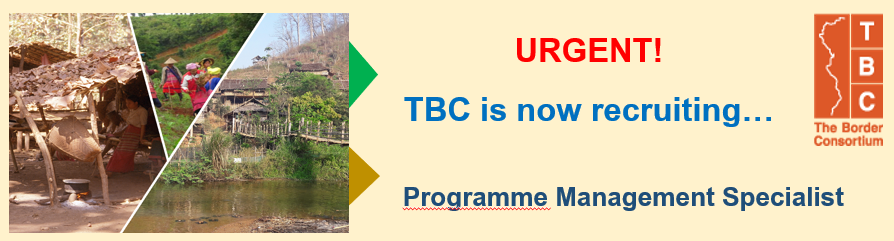 URGENT!
TBC is now recruiting…
Programme Management Specialist
T
B
C
The Border
Consortium